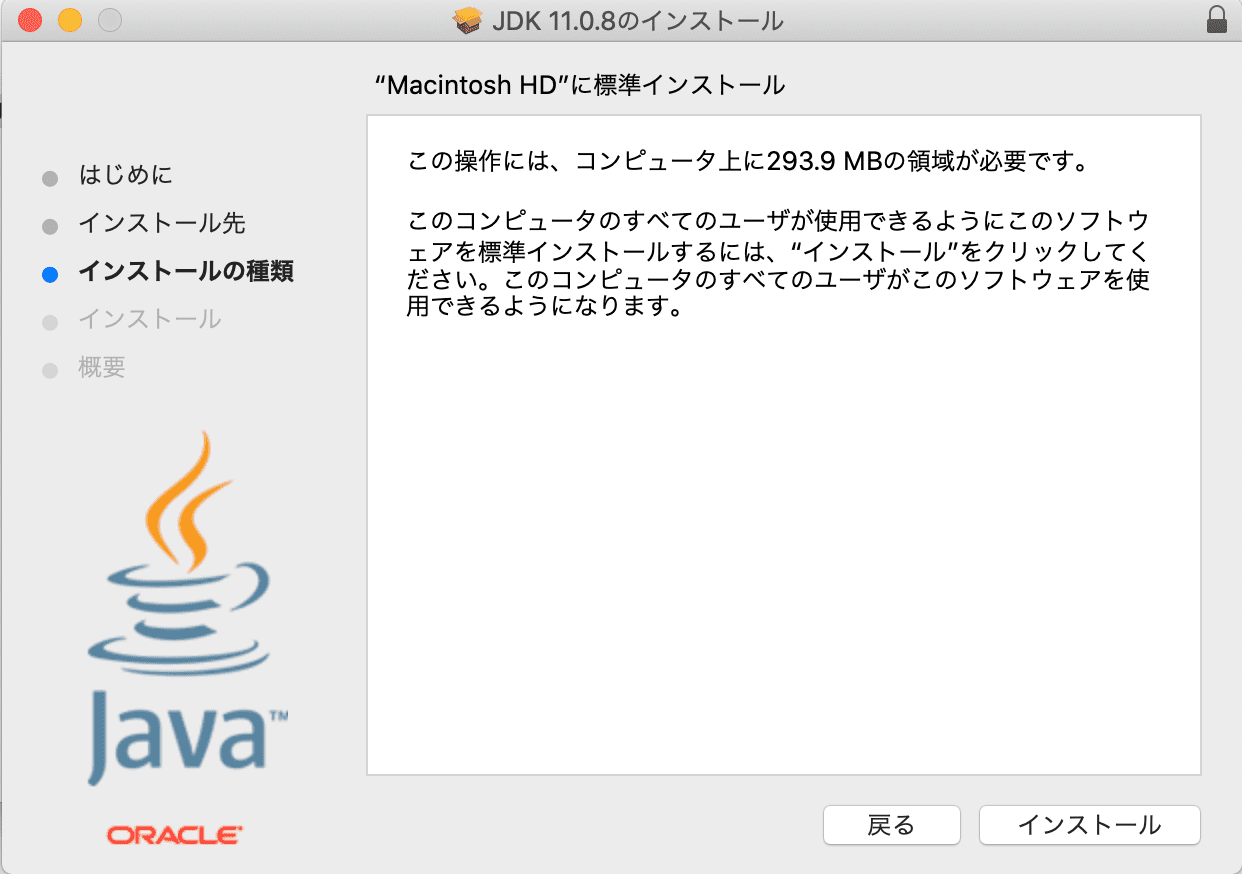 JDK 11.0.8のインストール
“Macintosh HD”に標準インストール
はじめに
インストール先
インストールの種類
インストール
概要
この操作には、コンピュータ上に293.9 MBの領域が必要です。
このコンピュータのすべてのユーザが使用できるようにこのソフトウ
ェアを標準インストールするには、“インストール”をクリックしてく
ださい。このコンピュータのすべてのユーザがこのソフトウェアを使
用できるようになります。
Java™
ORACLE
戻る
インストール